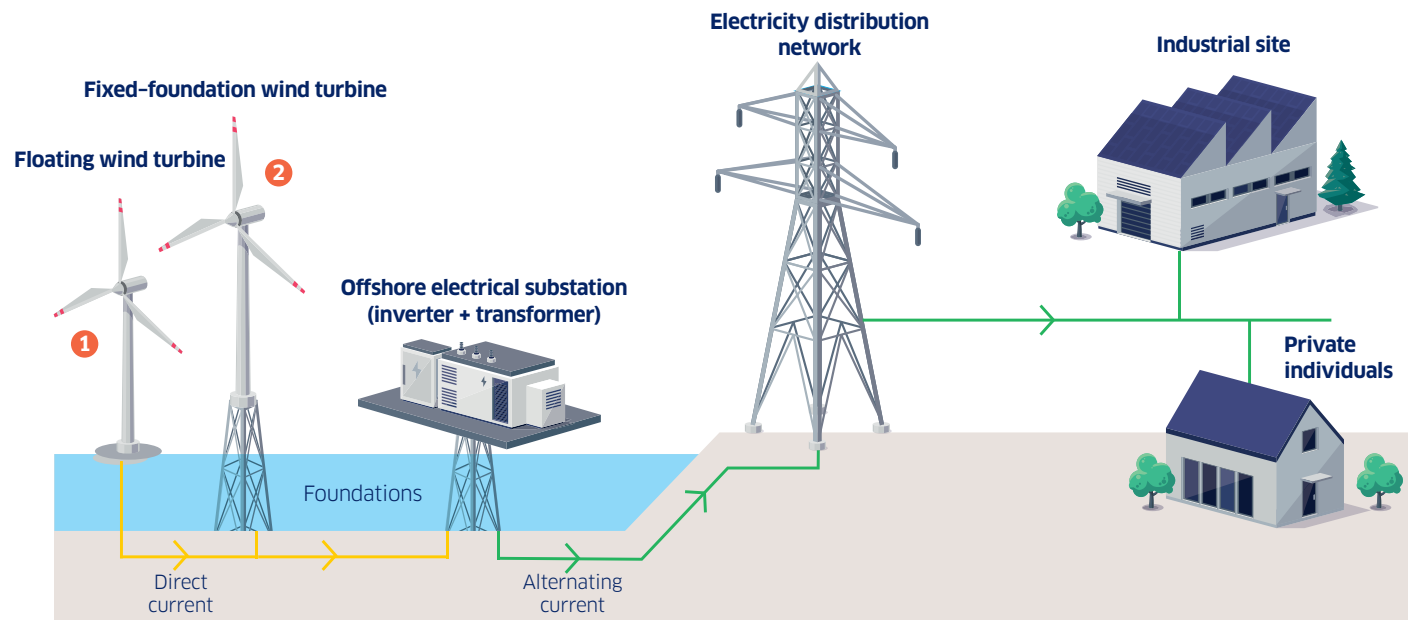 Electricity distribution
network
Industrial site
Fixed-foundation wind turbine
Floating wind turbine
2
Offshore electrical substation
(inverter + transformer)
1
Private
individuals
Foundations
Direct
current
Alternating
current